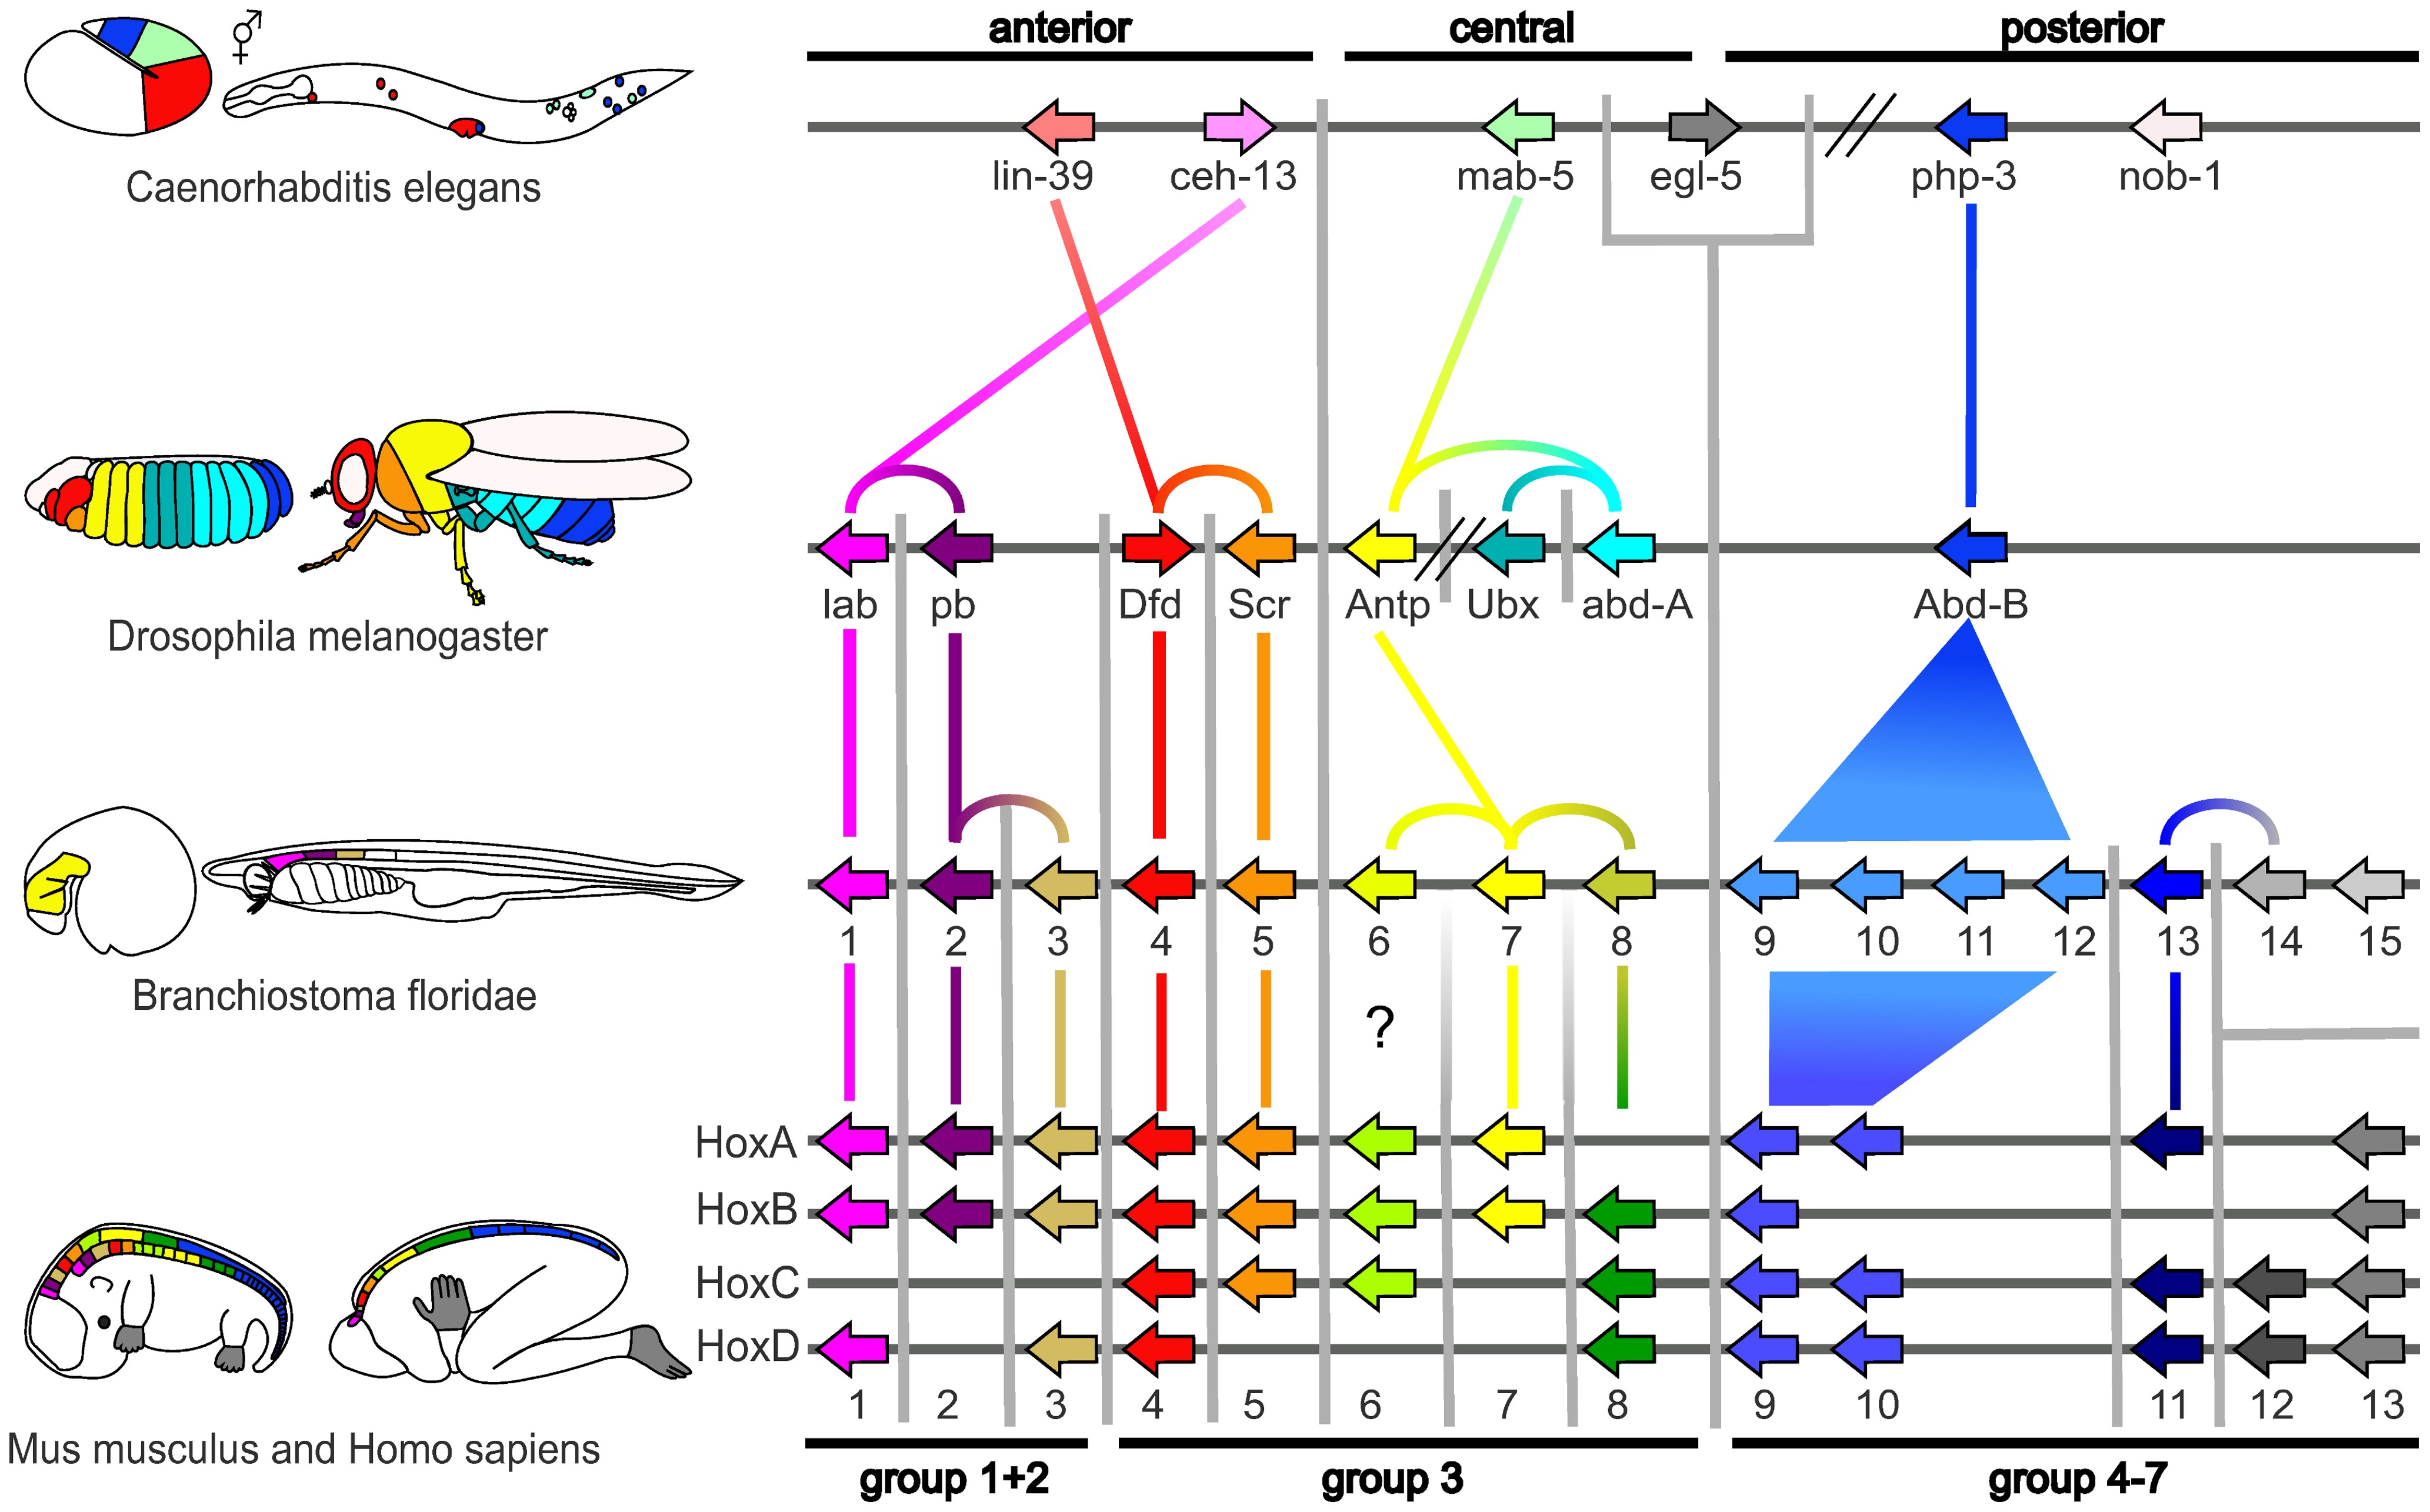 anterior central posterior
lin-39 ceh-13 mab-5 egl-5 php-3 nob-1
Caenorhabditis elegans
lab pb Dfd Scr Antp Ubx abd-A Abd-B
Drosophila melanogaster
1 2 3 4 5 6 7 8 9 10 11 12 13 14 15
Branchiostoma floridae
?
HoxA
HoxB
HoxC
HoxD
1 2 3 4 5 6 7 8 9 10 11 12 13
Mus musculus and Homo sapiens
group 1+2 group 3 group 4-7